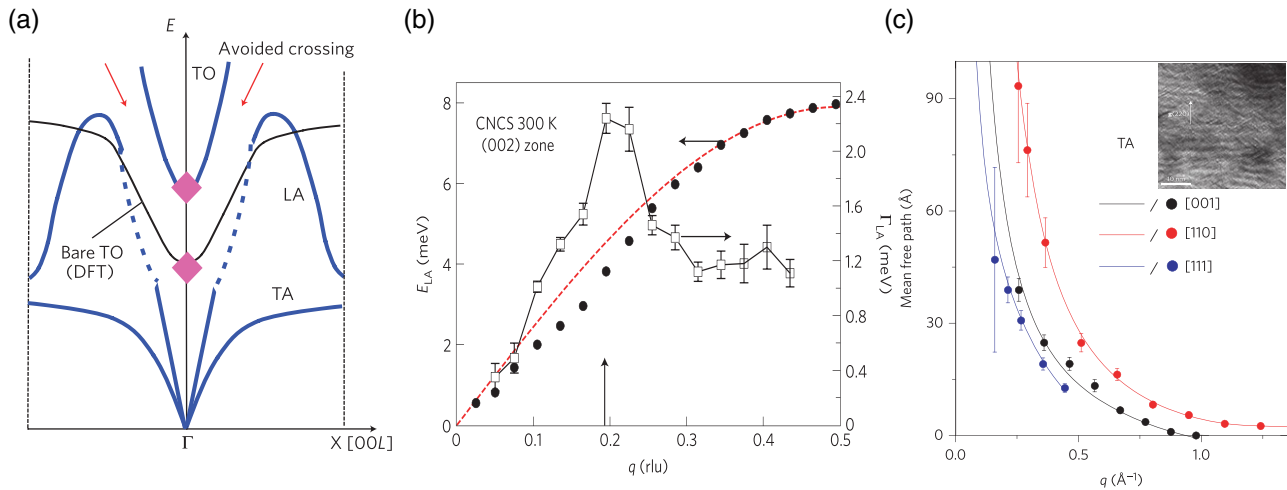 (a)
E
Avoided crossing
TO
LA
Bare TO
(DFT)
TA
Γ
X [00L]
(b)
8
6
4
2
0
E_LA (meV)
CNCS 300 K
(002) zone
2.4
2.0
1.6
1.2
0.8
0.4
0
Γ_LA (meV)
0 0.1 0.2 0.3 0.4 0.5
q (rlu)
(c)
90
60
30
0
Mean free path (Å)
TA
g(220)
10 nm
/ [001]
/ [110]
/ [111]
0.0 0.5 1.0
q (Å⁻¹)